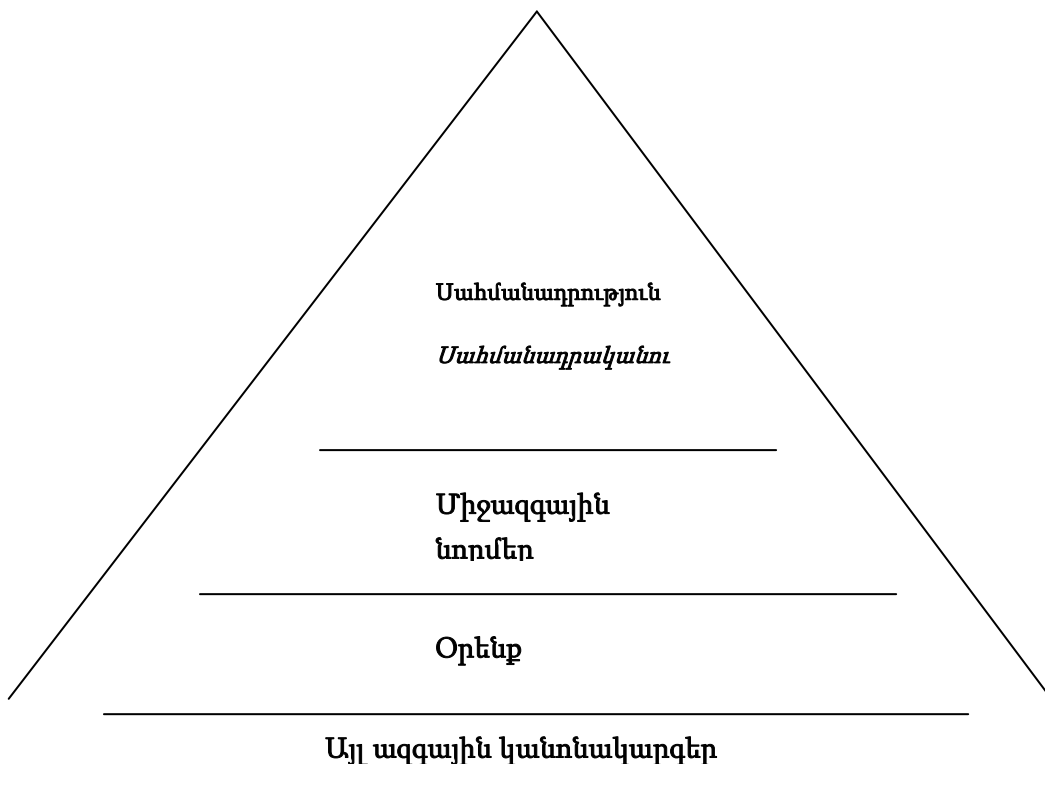 Սահմանադրություն
Սահմանադրականու
Միջազգային
նորմեր
Օրենք
Այլ ազգային կանոնակարգեր